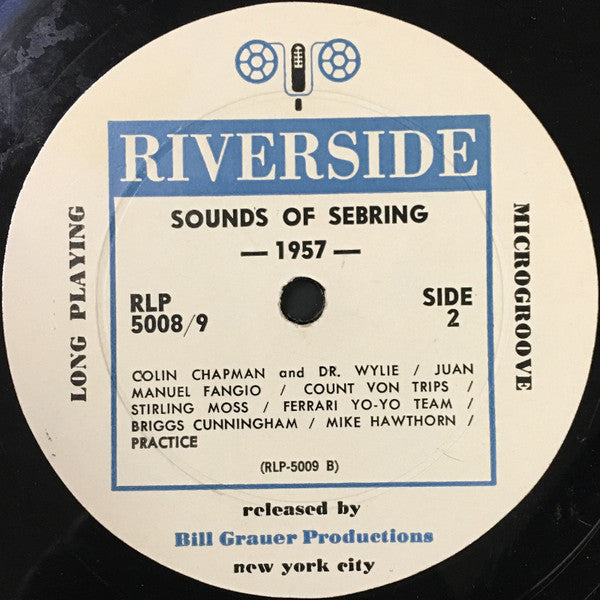 RIVERSIDE
SOUNDS OF SEBRING
— 1957 —
RLP
5008/9
SIDE
2
COLIN CHAPMAN and DR. WYLIE / JUAN
MANUEL FANGIO / COUNT VON TRIPS /
STIRLING MOSS / FERRARI YO-YO TEAM /
BRIGGS CUNNINGHAM / MIKE HAWTHORN /
PRACTICE
(RLP-5009 B)
LONG PLAYING
MICROGROOVE
released by
Bill Grauer Productions
new york city